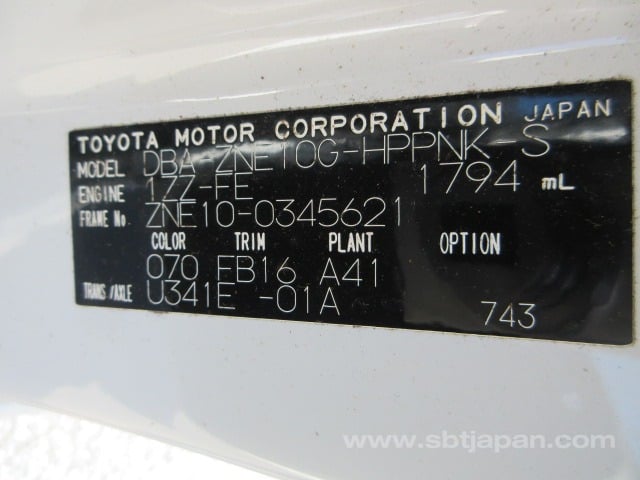 TOYOTA MOTOR CORPORATION JAPAN
MODEL DBA-ZNE10G-HPPNK-S
ENGINE 1ZZ-FE 1794 mL
FRAME No. ZNE10-0345621
COLOR TRIM PLANT OPTION
070 FB16 A41
TRANS/AXLE U341E -01A 743
www.sbtjapan.com